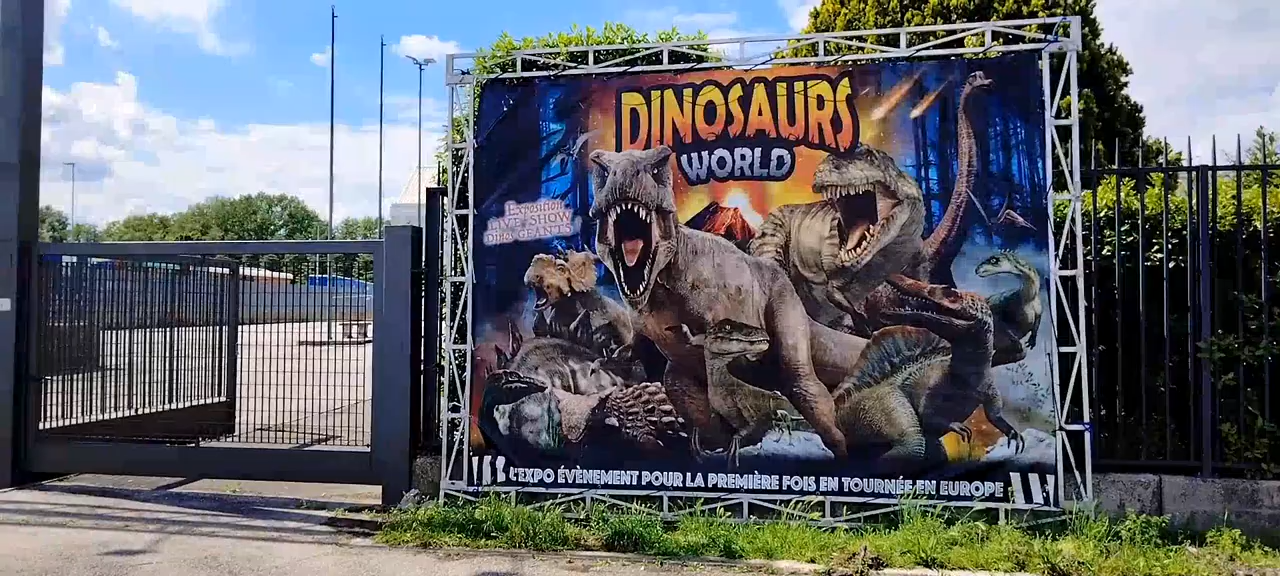 DINOSAURS
WORLD
Exposition
LIVE SHOW
Dinos GÉANTS
L'EXPO ÉVÈNEMENT POUR LA PREMIÈRE FOIS EN TOURNÉE EN EUROPE